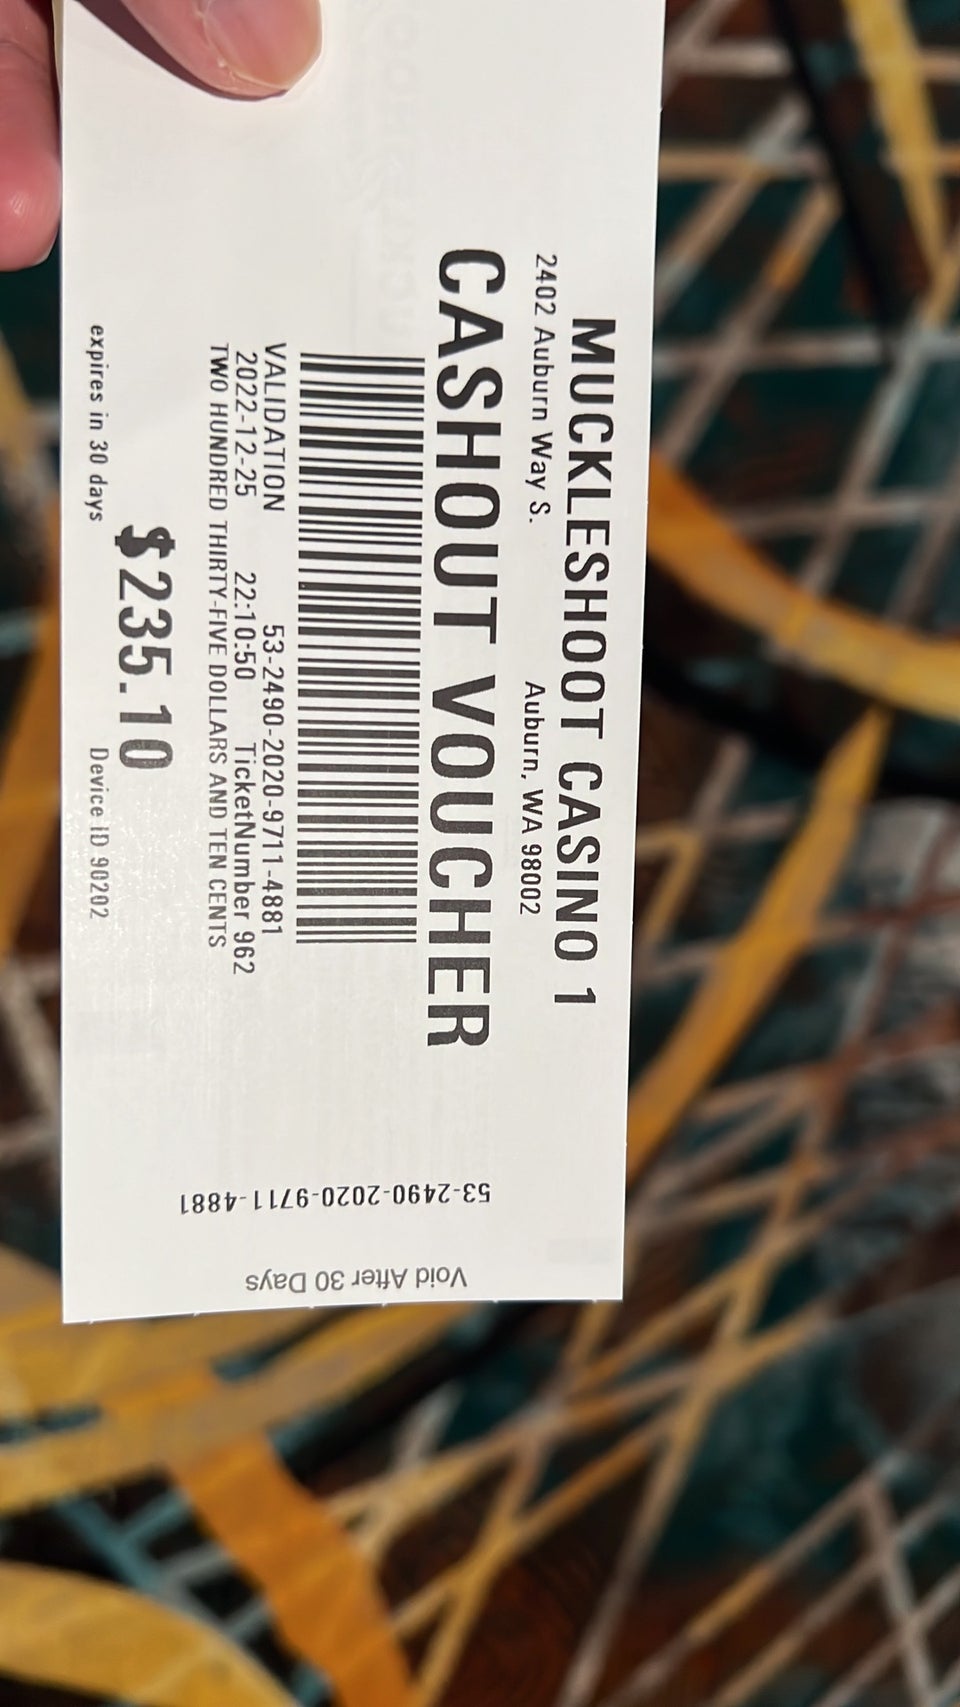 MUCKLESHOOT CASINO 1
2402 Auburn Way S. Auburn, WA 98002
CASHOUT VOUCHER
VALIDATION 53-2490-2020-9711-4881
2022-12-25 22:10:50 TicketNumber 962
TWO HUNDRED THIRTY-FIVE DOLLARS AND TEN CENTS
$235.10
expires in 30 days Device ID 90202
53-2490-2020-9711-4881
Void After 30 Days